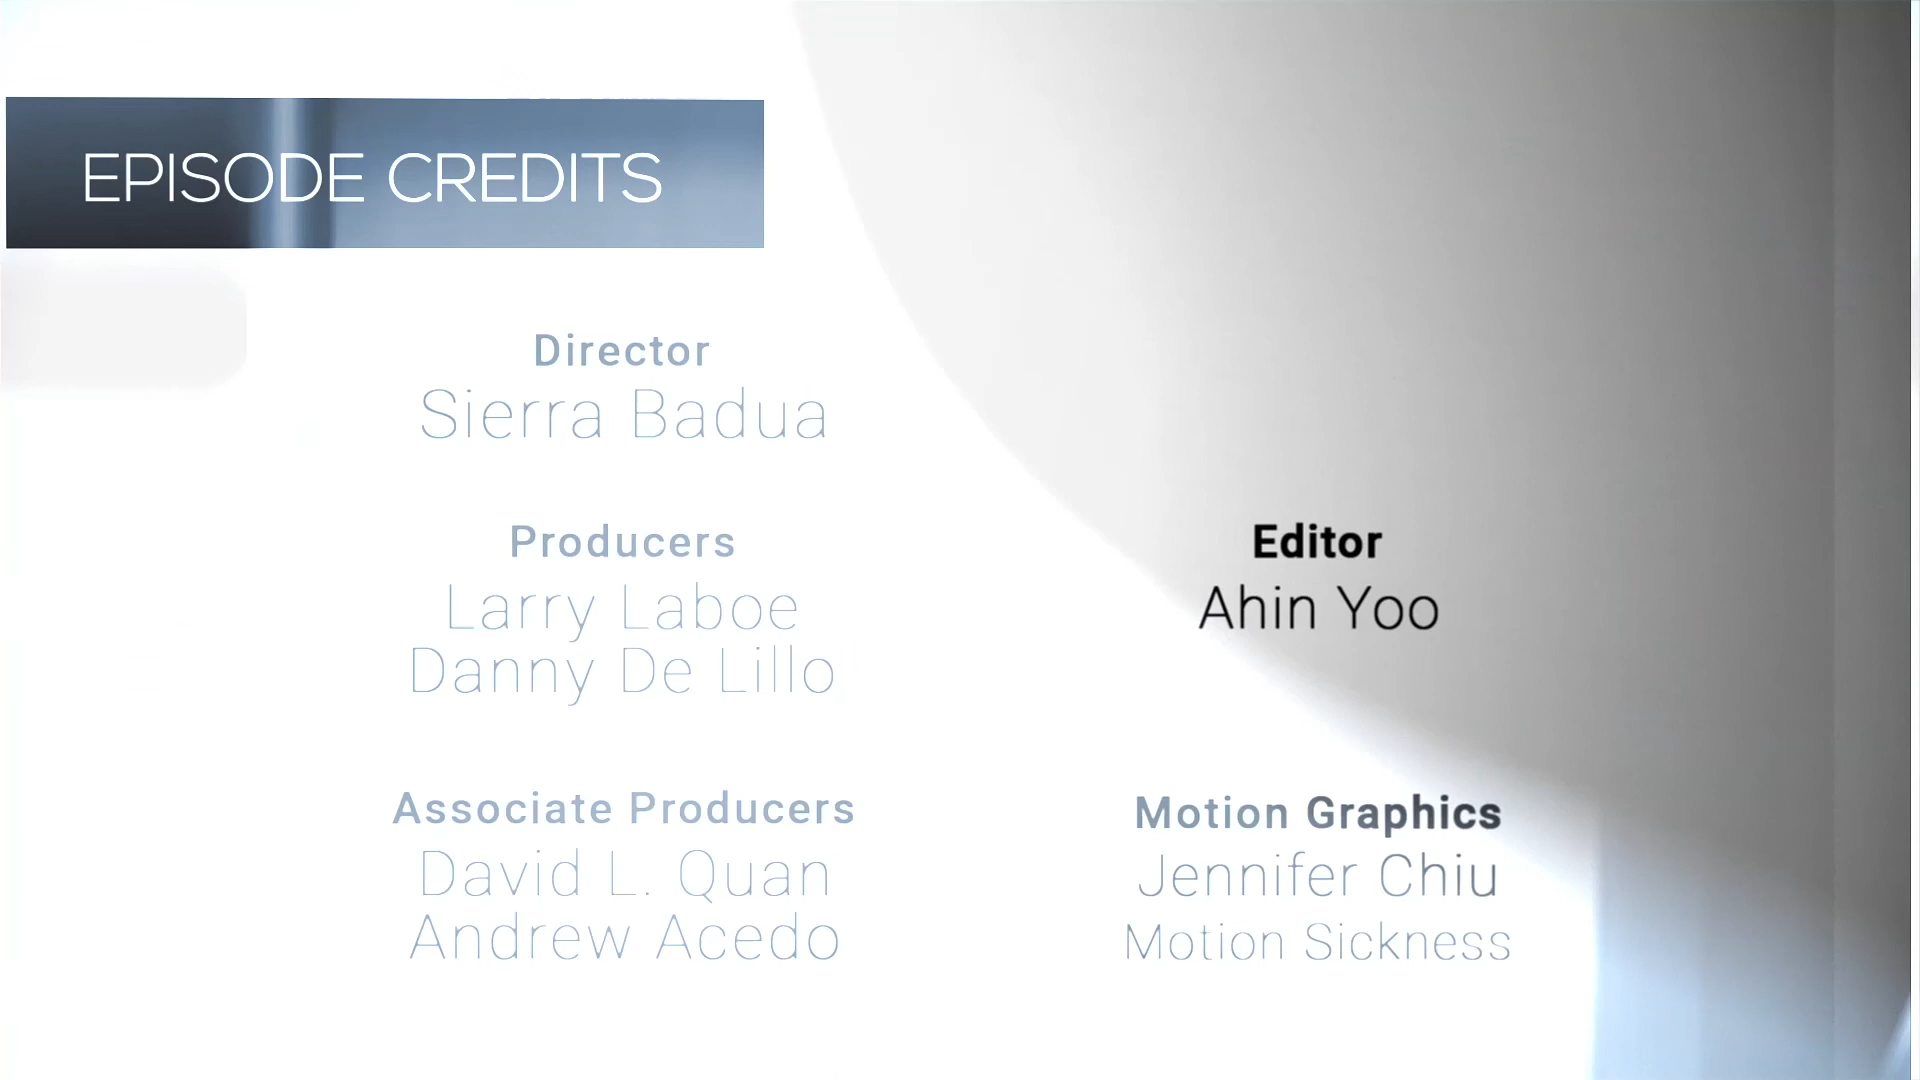 EPISODE CREDITS
Director
Sierra Badua
Producers
Larry Laboe
Danny De Lillo
Associate Producers
David L. Quan
Andrew Acedo
Editor
Ahin Yoo
Motion Graphics
Jennifer Chiu
Motion Sickness